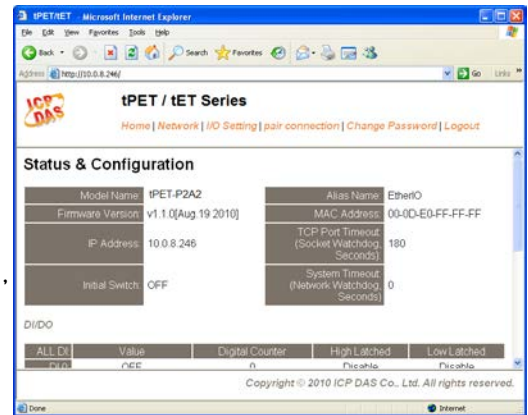 tPET/tET - Microsoft Internet Explorer
File Edit View Favorites Tools Help
Back Search Favorites
Address http://10.0.8.246/ Go Links »
ICP DAS
tPET / tET Series
Home | Network | I/O Setting | pair connection | Change Password | Logout
Status & Configuration
Model Name: tPET-P2A2 Alias Name: EtherIO
Firmware Version: v1.1.0[Aug.19 2010] MAC Address: 00-0D-E0-FF-FF-FF
IP Address: 10.0.8.246 TCP Port Timeout (Socket Watchdog, Seconds): 180
Initial Switch: OFF System Timeout (Network Watchdog, Seconds): 0
,
DI/DO
ALL DI Value Digital Counter High Latched Low Latched
DI0 OFF 0 Disable Disable
Copyright © 2010 ICP DAS Co., Ltd. All rights reserved.
Done Internet